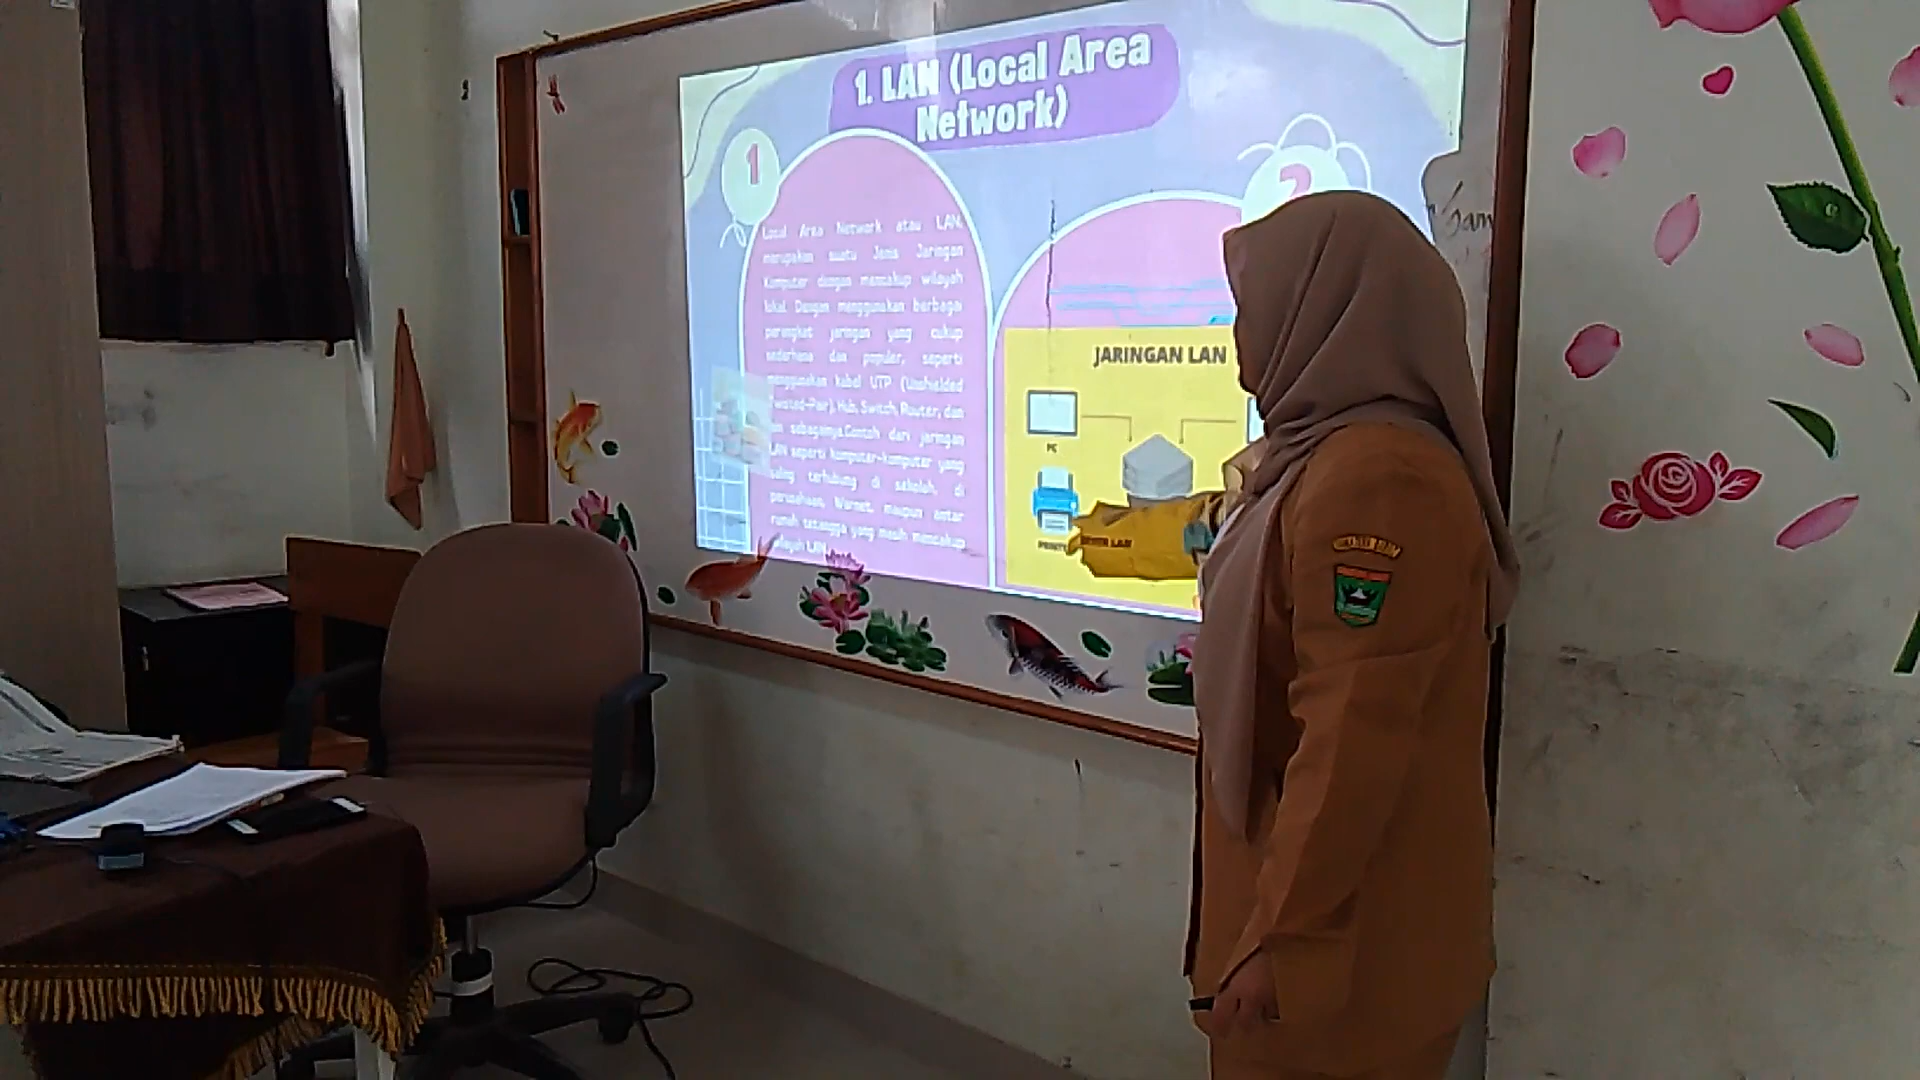 1. LAN (Local Area
Network)
1
2
Local Area Network atau LAN,
merupakan suatu Jenis Jaringan
Komputer dengan mencakup wilayah
lokal. Dengan menggunakan berbagai
perangkat jaringan yang cukup
sederhana dan populer, seperti
menggunakan kabel UTP (Unshielded
Twisted-Pair), Hub, Switch, Router, dan
sebagainya.Contoh dari jaringan
LAN seperti komputer-komputer yang
saling terhubung di sekolah, di
perusahaan, Warnet, maupun antar
rumah tetangga yang masih mencakup
wilayah LAN.
JARINGAN LAN
PC
LAN